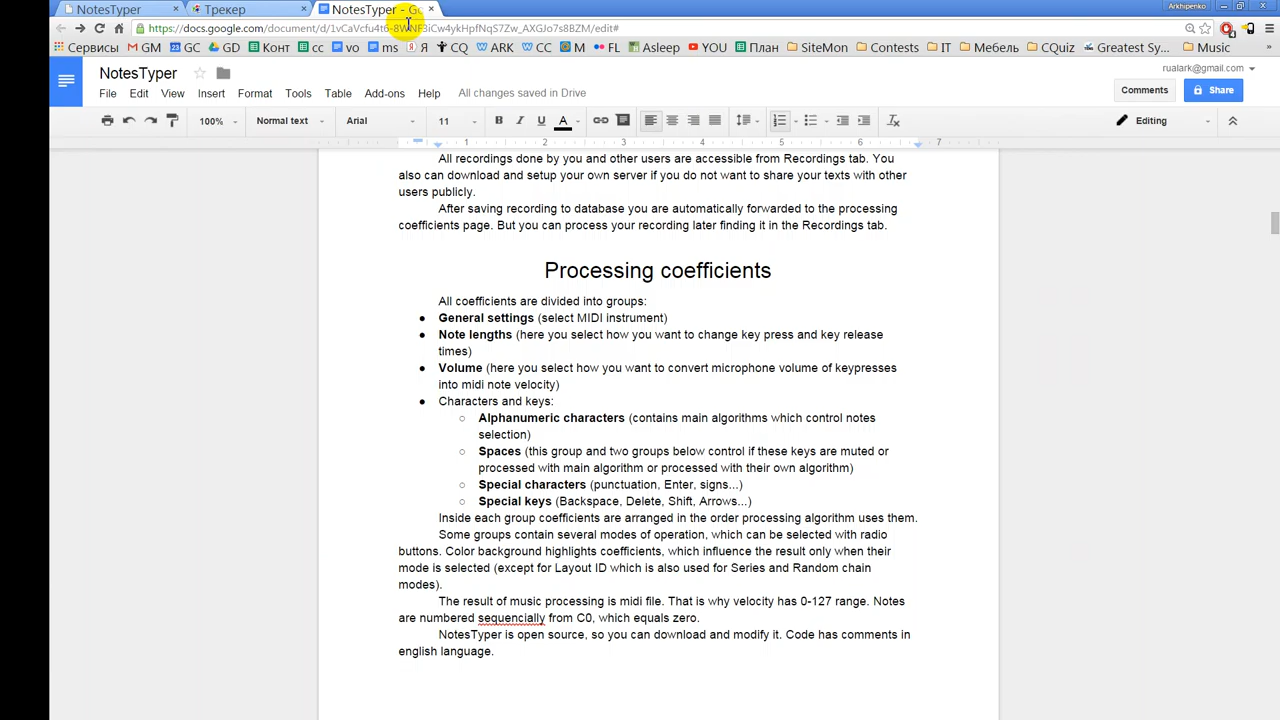 Arkhipenko
NotesTyper × Трекер × NotesTyper - Go ×
https://docs.google.com/document/d/1vCaVcfu4t6-8WNF3iCw4ykHpfNqS7Zw_AXGJo7s8BZM/edit#
Сервисы GM GC GD Конт cc vo ms Я CQ ARK CC M FL Asleep YOU План SiteMon Contests IT Мебель CQuiz Greatest Sy... Music »
NotesTyper
rualark@gmail.com
File Edit View Insert Format Tools Table Add-ons Help All changes saved in Drive
Comments Share
100% Normal text Arial 11 B I U A Editing
1 2 3 4 5 6 7
All recordings done by you and other users are accessible from Recordings tab. You
also can download and setup your own server if you do not want to share your texts with other
users publicly.
After saving recording to database you are automatically forwarded to the processing
coefficients page. But you can process your recording later finding it in the Recordings tab.
Processing coefficients
All coefficients are divided into groups:
● General settings (select MIDI instrument)
● Note lengths (here you select how you want to change key press and key release
times)
● Volume (here you select how you want to convert microphone volume of keypresses
into midi note velocity)
● Characters and keys:
○ Alphanumeric characters (contains main algorithms which control notes
selection)
○ Spaces (this group and two groups below control if these keys are muted or
processed with main algorithm or processed with their own algorithm)
○ Special characters (punctuation, Enter, signs...)
○ Special keys (Backspace, Delete, Shift, Arrows...)
Inside each group coefficients are arranged in the order processing algorithm uses them.
Some groups contain several modes of operation, which can be selected with radio
buttons. Color background highlights coefficients, which influence the result only when their
mode is selected (except for Layout ID which is also used for Series and Random chain
modes).
The result of music processing is midi file. That is why velocity has 0-127 range. Notes
are numbered sequencially from C0, which equals zero.
NotesTyper is open source, so you can download and modify it. Code has comments in
english language.